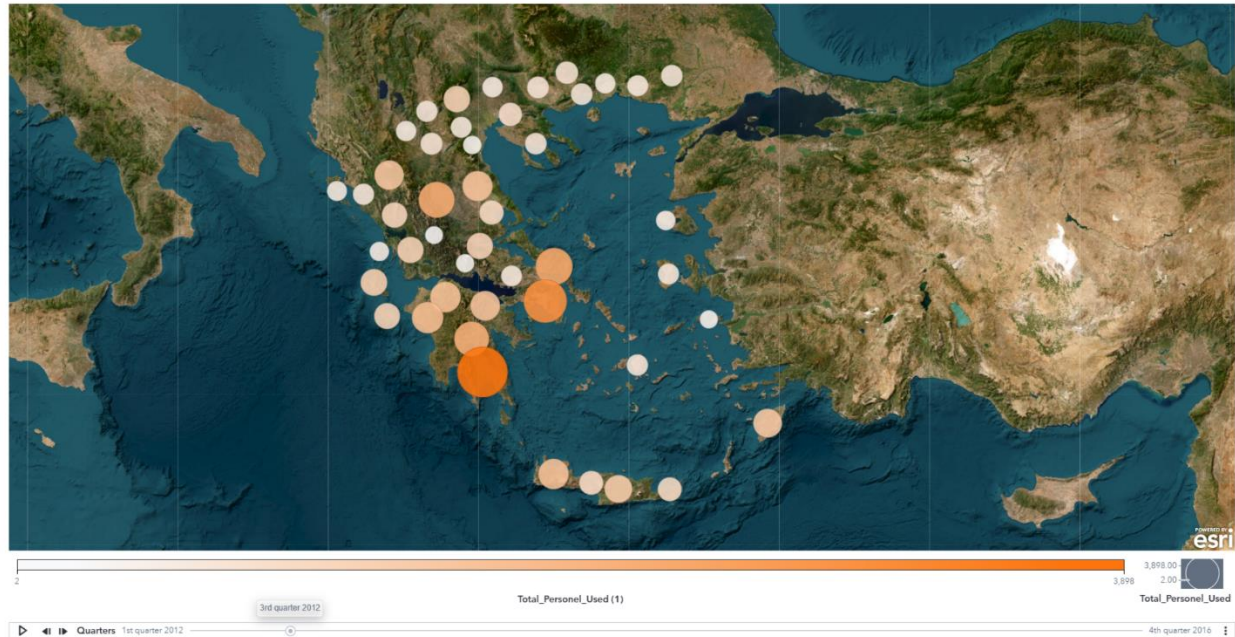 POWERED BY
esri
2
3,898
Total_Personel_Used (1)
3,898.00
2.00
Total_Personel_Used
3rd quarter 2012
Quarters 1st quarter 2012 4th quarter 2016